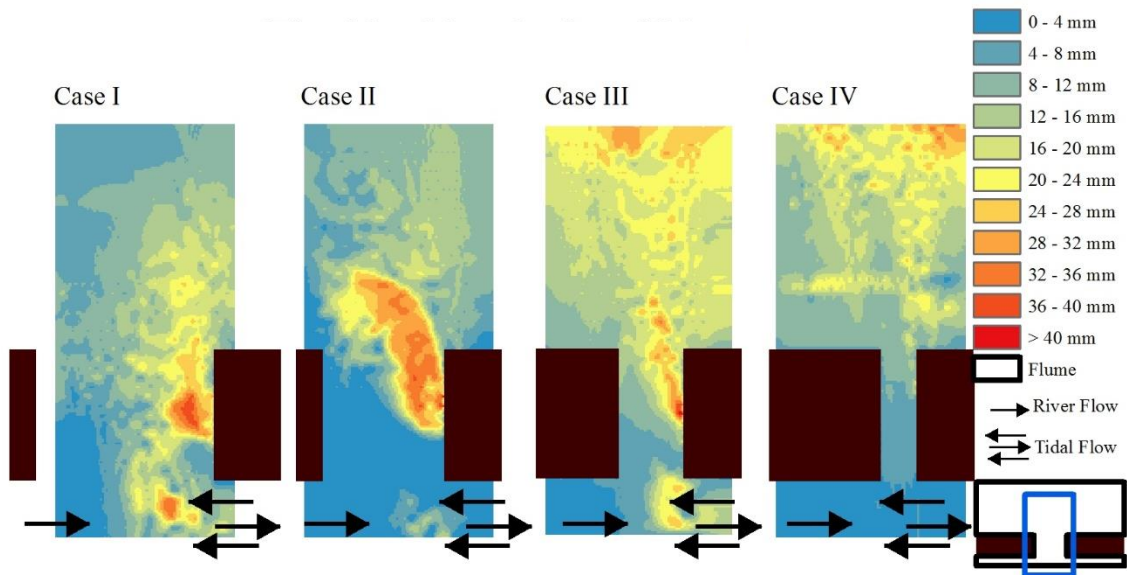 Case I
Case II
Case III
Case IV
0 - 4 mm
4 - 8 mm
8 - 12 mm
12 - 16 mm
16 - 20 mm
20 - 24 mm
24 - 28 mm
28 - 32 mm
32 - 36 mm
36 - 40 mm
> 40 mm
Flume
River Flow
Tidal Flow